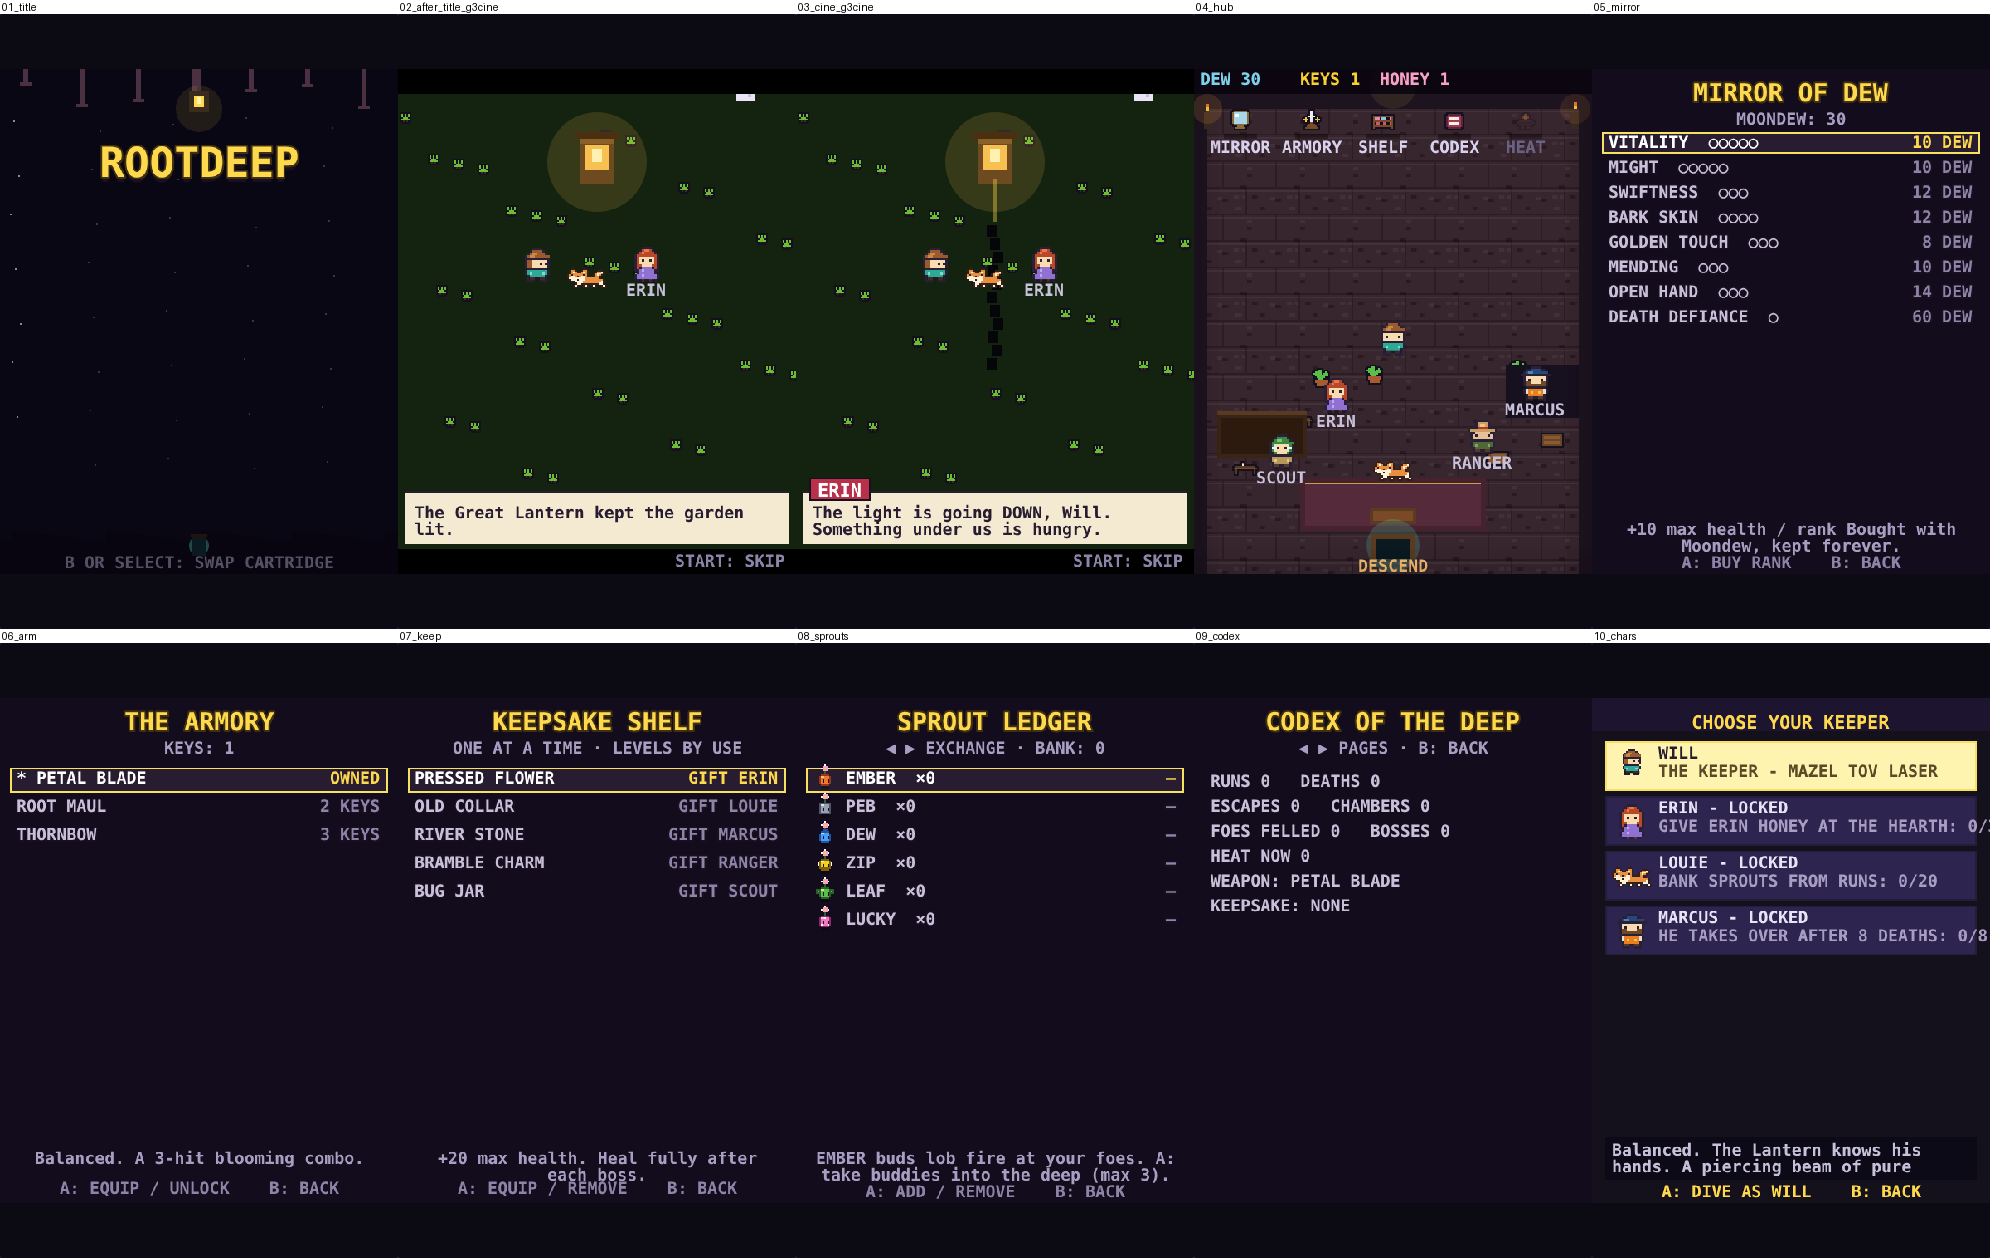 01_title
02_after_title_g3cine
03_cine_g3cine
04_hub
05_mirror
ROOTDEEP
B OR SELECT: SWAP CARTRIDGE
ERIN
The Great Lantern kept the garden
lit.
START: SKIP
ERIN
ERIN
The light is going DOWN, Will.
Something under us is hungry.
START: SKIP
DEW 30 KEYS 1 HONEY 1
MIRROR ARMORY SHELF CODEX HEAT
MARCUS
ERIN
RANGER
SCOUT
DESCEND
MIRROR OF DEW
MOONDEW: 30
VITALITY ○○○○○ 10 DEW
MIGHT ○○○○○ 10 DEW
SWIFTNESS ○○○ 12 DEW
BARK SKIN ○○○○ 12 DEW
GOLDEN TOUCH ○○○ 8 DEW
MENDING ○○○ 10 DEW
OPEN HAND ○○○ 14 DEW
DEATH DEFIANCE ○ 60 DEW
+10 max health / rank Bought with
Moondew, kept forever.
A: BUY RANK B: BACK
06_arm
07_keep
08_sprouts
09_codex
10_chars
THE ARMORY
KEYS: 1
* PETAL BLADE OWNED
ROOT MAUL 2 KEYS
THORNBOW 3 KEYS
Balanced. A 3-hit blooming combo.
A: EQUIP / UNLOCK B: BACK
KEEPSAKE SHELF
ONE AT A TIME · LEVELS BY USE
PRESSED FLOWER GIFT ERIN
OLD COLLAR GIFT LOUIE
RIVER STONE GIFT MARCUS
BRAMBLE CHARM GIFT RANGER
BUG JAR GIFT SCOUT
+20 max health. Heal fully after
each boss.
A: EQUIP / REMOVE B: BACK
SPROUT LEDGER
◀ ▶ EXCHANGE · BANK: 0
EMBER ×0 —
PEB ×0 —
DEW ×0 —
ZIP ×0 —
LEAF ×0 —
LUCKY ×0 —
EMBER buds lob fire at your foes. A:
take buddies into the deep (max 3).
A: ADD / REMOVE B: BACK
CODEX OF THE DEEP
◀ ▶ PAGES · B: BACK
RUNS 0 DEATHS 0
ESCAPES 0 CHAMBERS 0
FOES FELLED 0 BOSSES 0
HEAT NOW 0
WEAPON: PETAL BLADE
KEEPSAKE: NONE
CHOOSE YOUR KEEPER
WILL
THE KEEPER - MAZEL TOV LASER
ERIN - LOCKED
GIVE ERIN HONEY AT THE HEARTH: 0/
LOUIE - LOCKED
BANK SPROUTS FROM RUNS: 0/20
MARCUS - LOCKED
HE TAKES OVER AFTER 8 DEATHS: 0/8
Balanced. The Lantern knows his
hands. A piercing beam of pure
A: DIVE AS WILL B: BACK